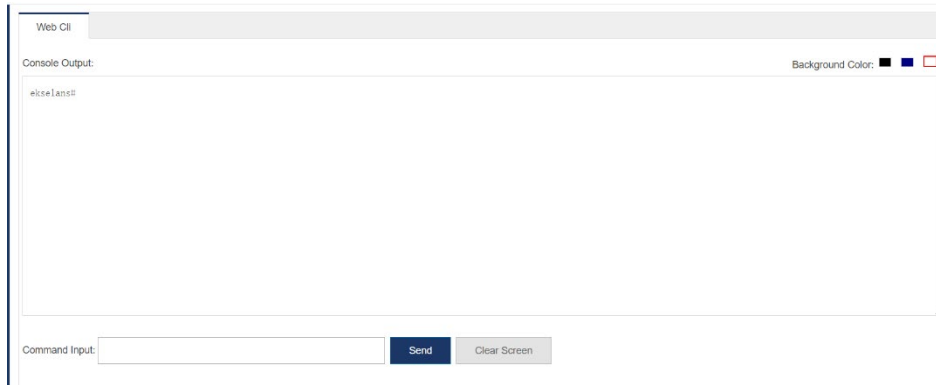 Web Cli
Console Output:
Background Color:
ekselans#
Command Input:
Send
Clear Screen